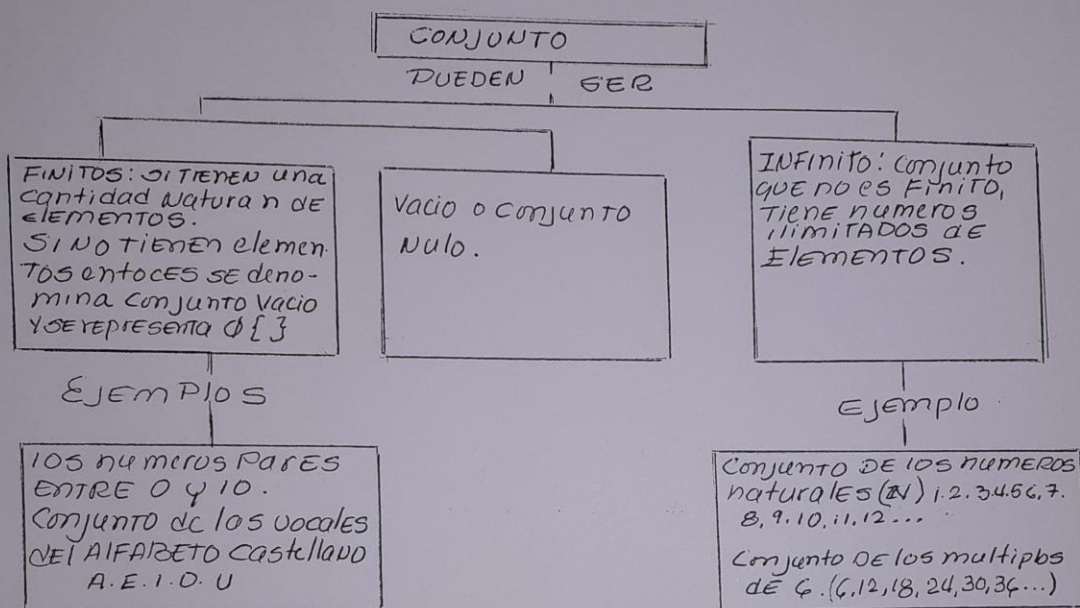 CONJUNTO
PUEDEN SER
FINITOS: SI TIENEN una
cantidad Natura n de
elementos.
SI NO TIENEN elemen-
tos entoces se deno-
mina conjunto vacio
y se representa Ø { }
Vacio o conjunto
Nulo.
INFINITO: Conjunto
que no es Finito,
tiene numeros
ilimitados de
Elementos.
EJEMPLOS
Ejemplo
los numeros Pares
ENTRE 0 y 10.
Conjunto de las vocales
del AlFABETO castellano
A.E.I.O.U
Conjunto DE los numeros
naturales (N) 1.2.3.4.5 6,7.
8,9.10,11,12...
Conjunto DE los multiplos
de 6.(6,12,18,24,30,36...)